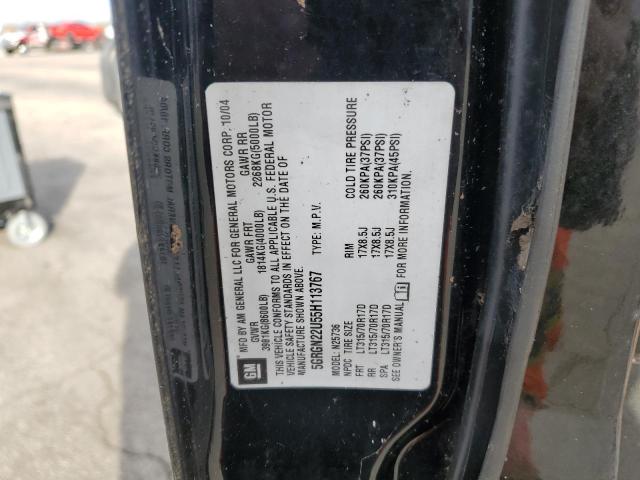 MFD BY AM GENERAL LLC FOR GENERAL MOTORS CORP. 10/04
GVWR GAWR FRT GAWR RR
3901KG(8600LB) 1814KG(4000LB) 2268KG(5000LB)
THIS VEHICLE CONFORMS TO ALL APPLICABLE U.S. FEDERAL MOTOR
VEHICLE SAFETY STANDARDS IN EFFECT ON THE DATE OF
MANUFACTURE SHOWN ABOVE.
GM
5GRGN22U55H113767 TYPE: M.P.V.
MODEL: N25736
NPDC TIRE SIZE RIM COLD TIRE PRESSURE
FRT LT315/70R17D 17X8.5J 260KPA(37PSI)
RR LT315/70R17D 17X8.5J 260KPA(37PSI)
SPA LT315/70R17D 17X8.5J 310KPA(45PSI)
SEE OWNER'S MANUAL FOR MORE INFORMATION.